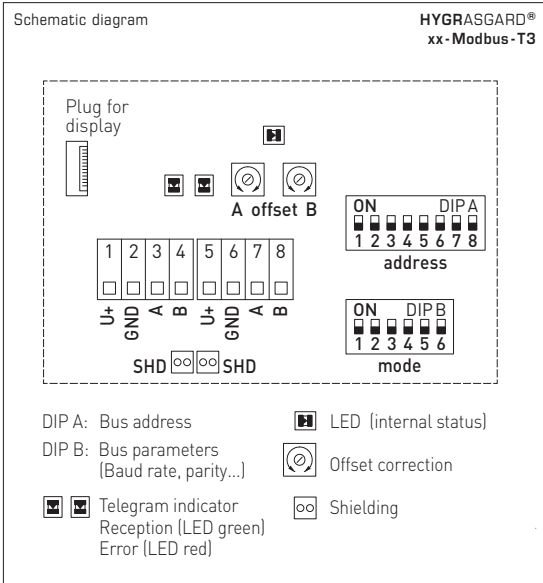 Schematic diagram
HYGRASGARD®
xx-Modbus-T3
Plug for
display
A offset B
ON DIP A
1 2 3 4 5 6 7 8
address
1 2 3 4 5 6 7 8
U+ GND A B U+ GND A B
ON DIP B
1 2 3 4 5 6
mode
SHD SHD
DIP A: Bus address
DIP B: Bus parameters
(Baud rate, parity...)
Telegram indicator
Reception (LED green)
Error (LED red)
LED (internal status)
Offset correction
Shielding